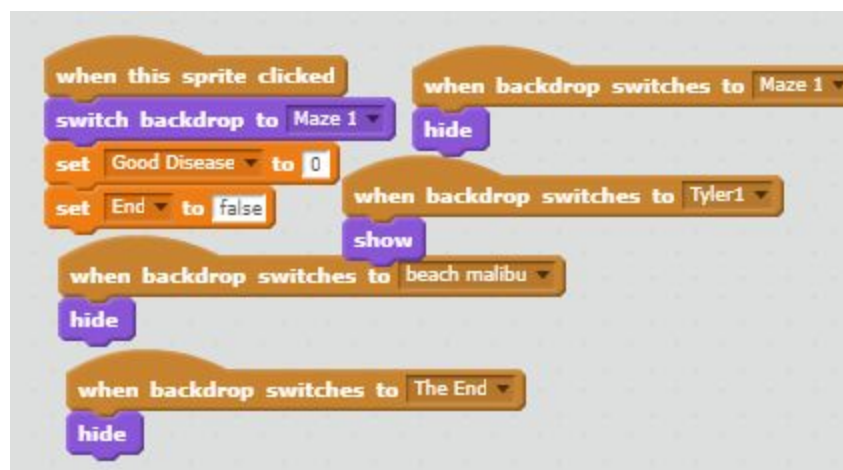 when this sprite clicked
switch backdrop to Maze 1
set Good Disease to 0
set End to false
when backdrop switches to Maze 1
hide
when backdrop switches to Tyler1
show
when backdrop switches to beach malibu
hide
when backdrop switches to The End
hide